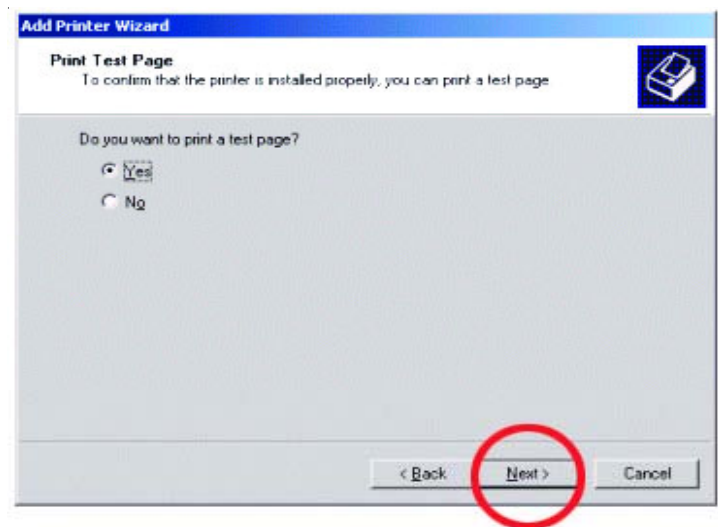 Add Printer Wizard
Print Test Page
To confirm that the printer is installed properly, you can print a test page
Do you want to print a test page?
Yes
No
< Back Next > Cancel